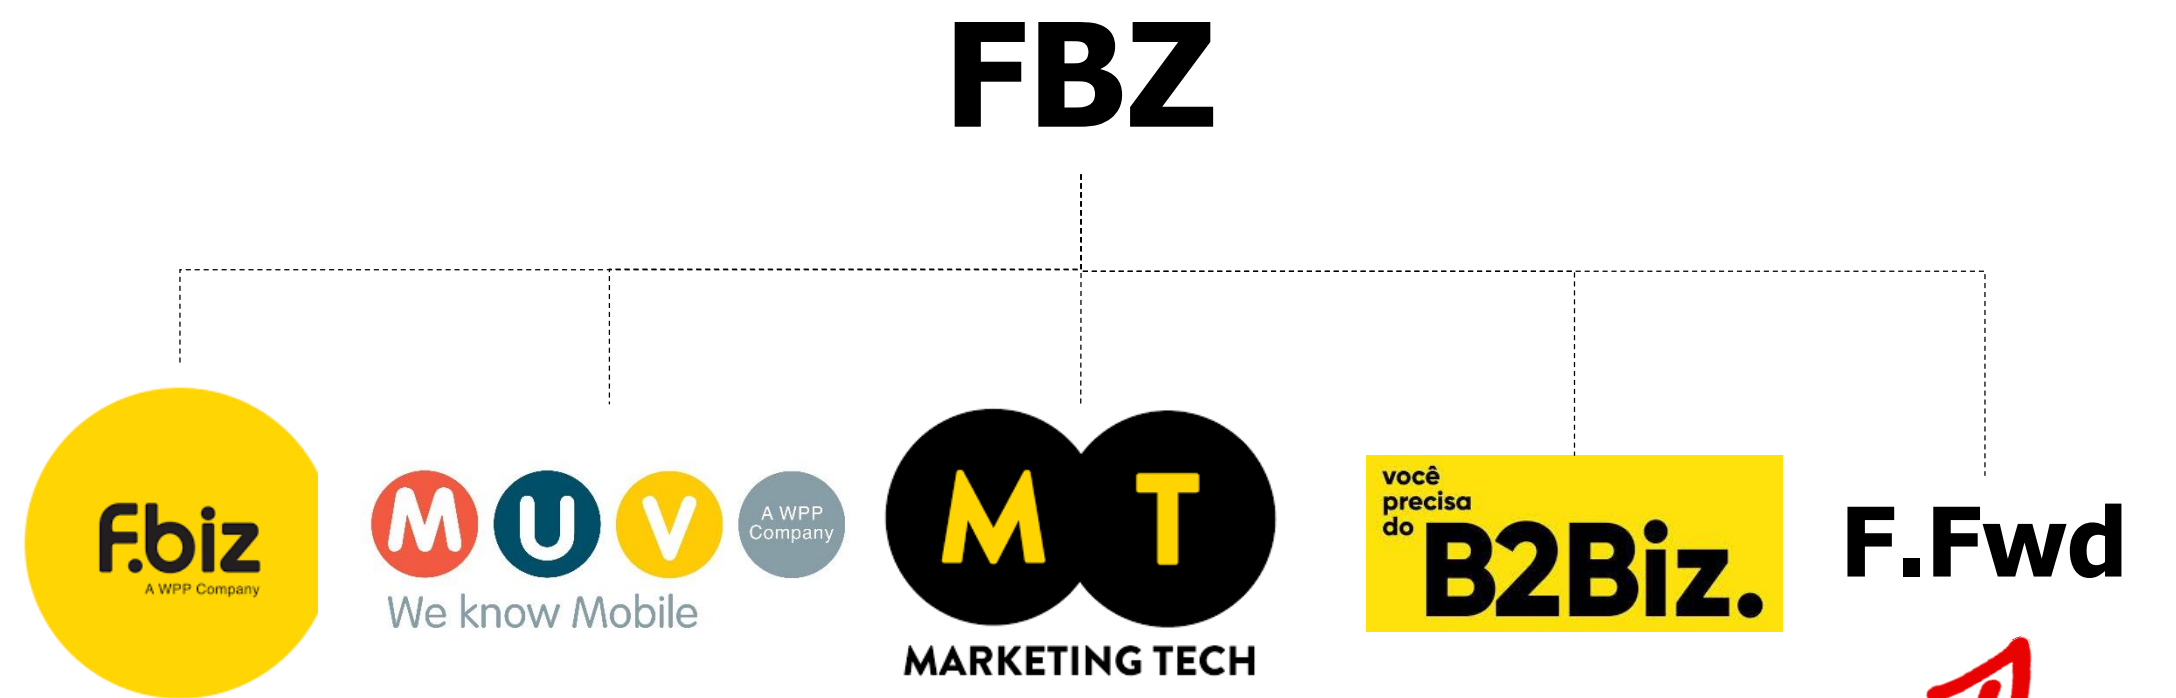 FBZ
F.biz
A WPP Company
M U V
A WPP
Company
We know Mobile
M T
MARKETING TECH
você
precisa
do
B2Biz.
F.Fwd